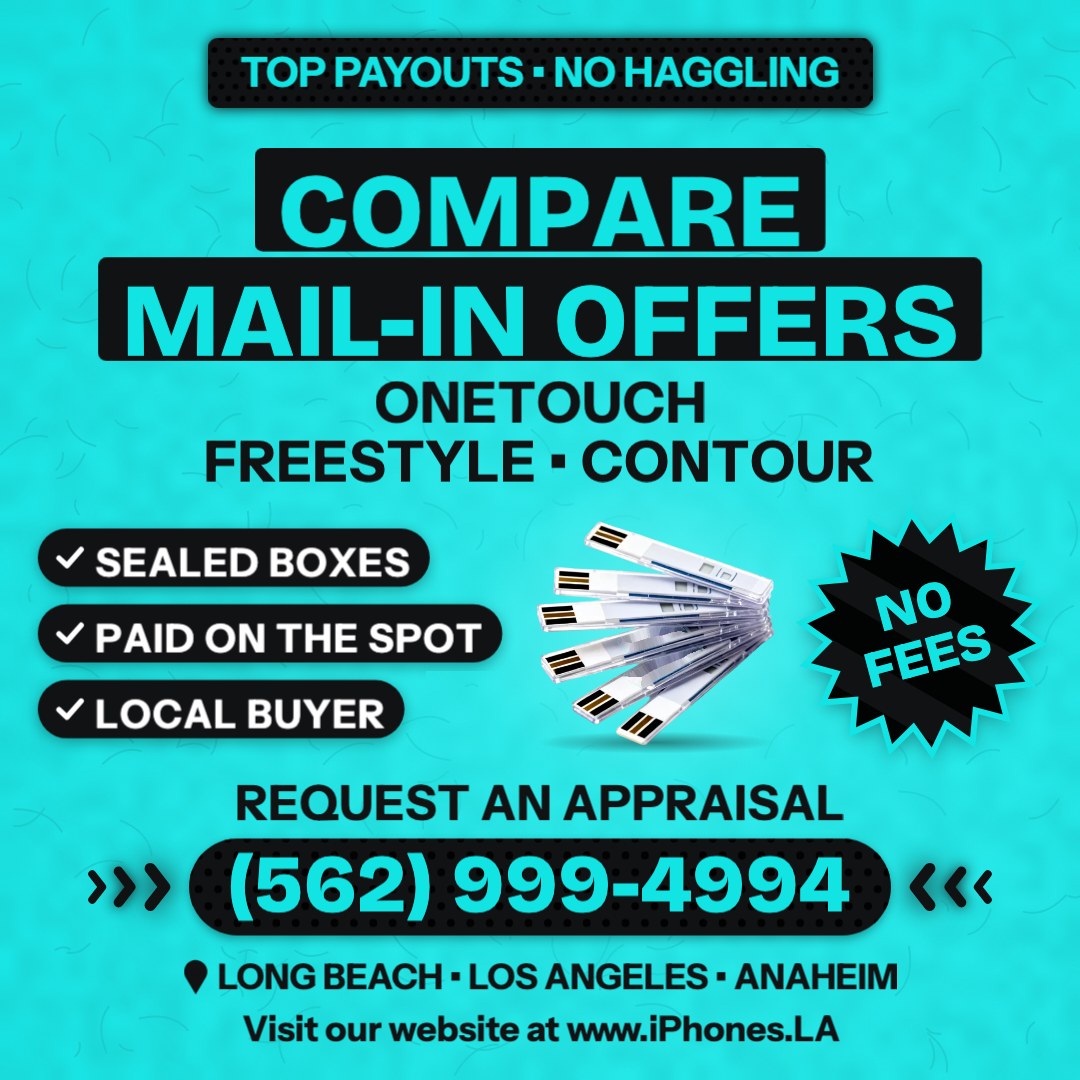 TOP PAYOUTS ▪ NO HAGGLING
COMPARE
MAIL-IN OFFERS
ONETOUCH
FREESTYLE ▪ CONTOUR
SEALED BOXES
PAID ON THE SPOT
LOCAL BUYER
NO
FEES
REQUEST AN APPRAISAL
(562) 999-4994
LONG BEACH ▪ LOS ANGELES ▪ ANAHEIM
Visit our website at www.iPhones.LA